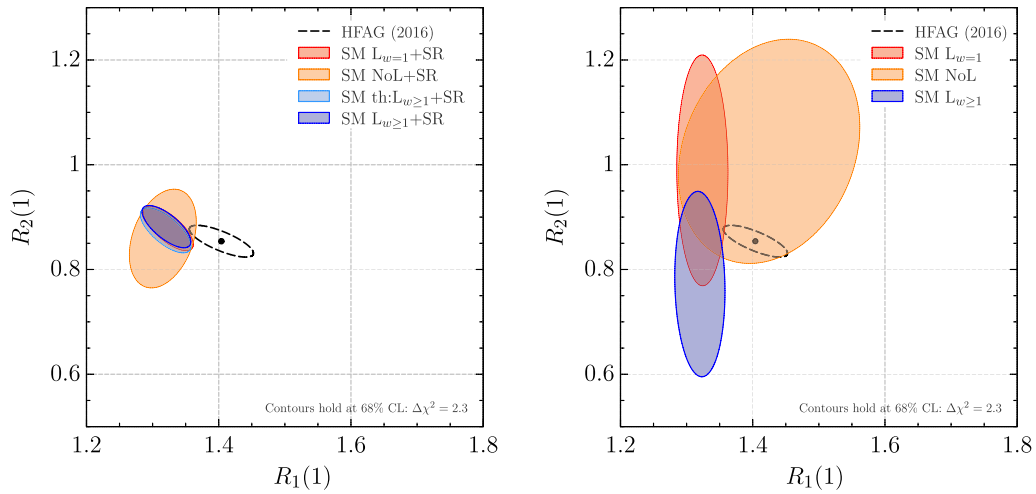 HFAG (2016)
SM L_{w=1}+SR
SM NoL+SR
SM th:L_{w≥1}+SR
SM L_{w≥1}+SR
1.2
1
0.8
0.6
R_2(1)
Contours hold at 68% CL: Δχ² = 2.3
1.2 1.4 1.6 1.8
R_1(1)
HFAG (2016)
SM L_{w=1}
SM NoL
SM L_{w≥1}
1.2
1
0.8
0.6
R_2(1)
Contours hold at 68% CL: Δχ² = 2.3
1.2 1.4 1.6 1.8
R_1(1)